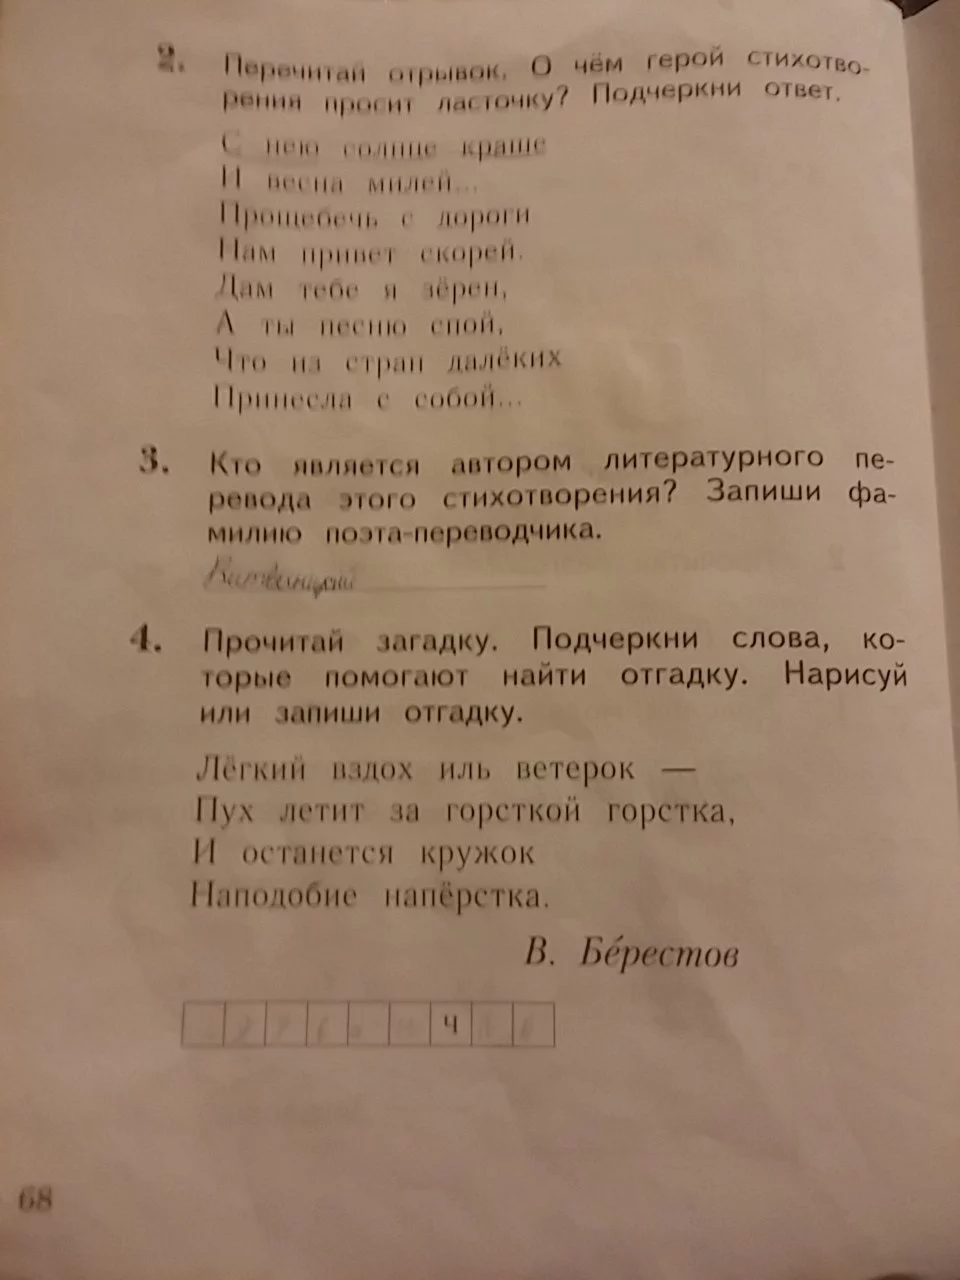 2. Перечитай отрывок. О чём герой стихотво-
рения просит ласточку? Подчеркни ответ.
С нею солнце краше
И весна милей...
Прощебечь с дороги
Нам привет скорей.
Дам тебе я зёрен,
А ты песню спой,
Что из стран далёких
Принесла с собой...
3. Кто является автором литературного пе-
ревода этого стихотворения? Запиши фа-
милию поэта-переводчика.
4. Прочитай загадку. Подчеркни слова, ко-
торые помогают найти отгадку. Нарисуй
или запиши отгадку.
Лёгкий вздох иль ветерок —
Пух летит за горсткой горстка,
И останется кружок
Наподобие напёрстка.
В. Бе́рестов
ч
68